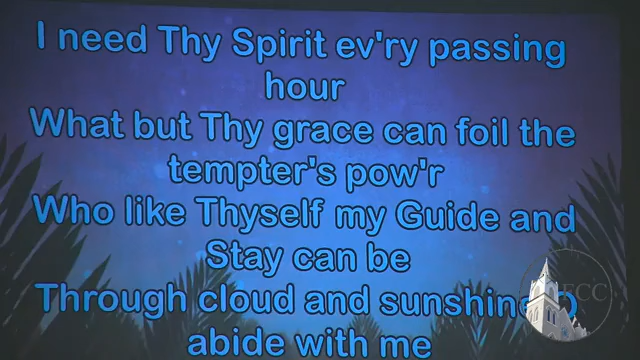 I need Thy Spirit ev'ry passing
hour
What but Thy grace can foil the
tempter's pow'r
Who like Thyself my Guide and
Stay can be
Through cloud and sunshine O
abide with me
FCC